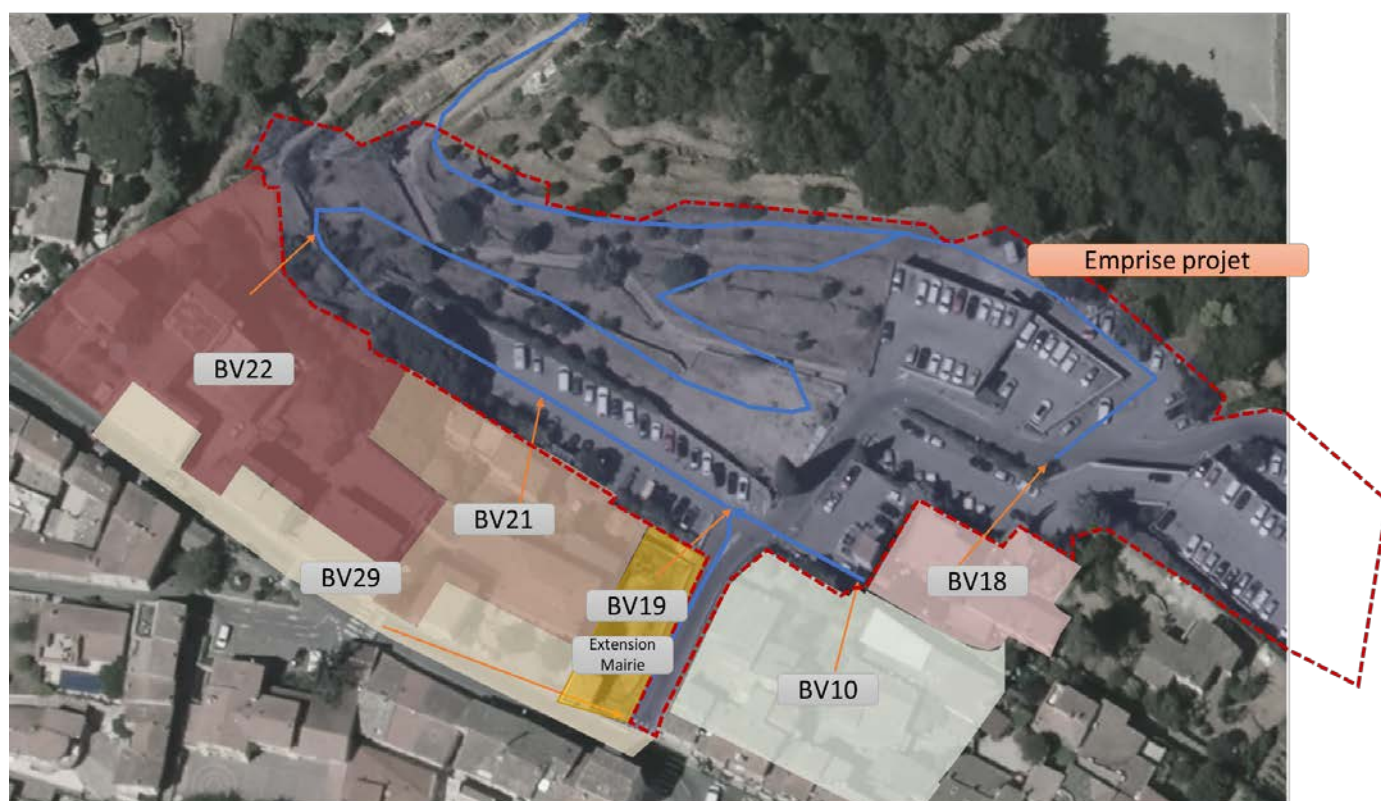 Emprise projet
BV22
BV21
BV29
BV19
Extension
Mairie
BV18
BV10